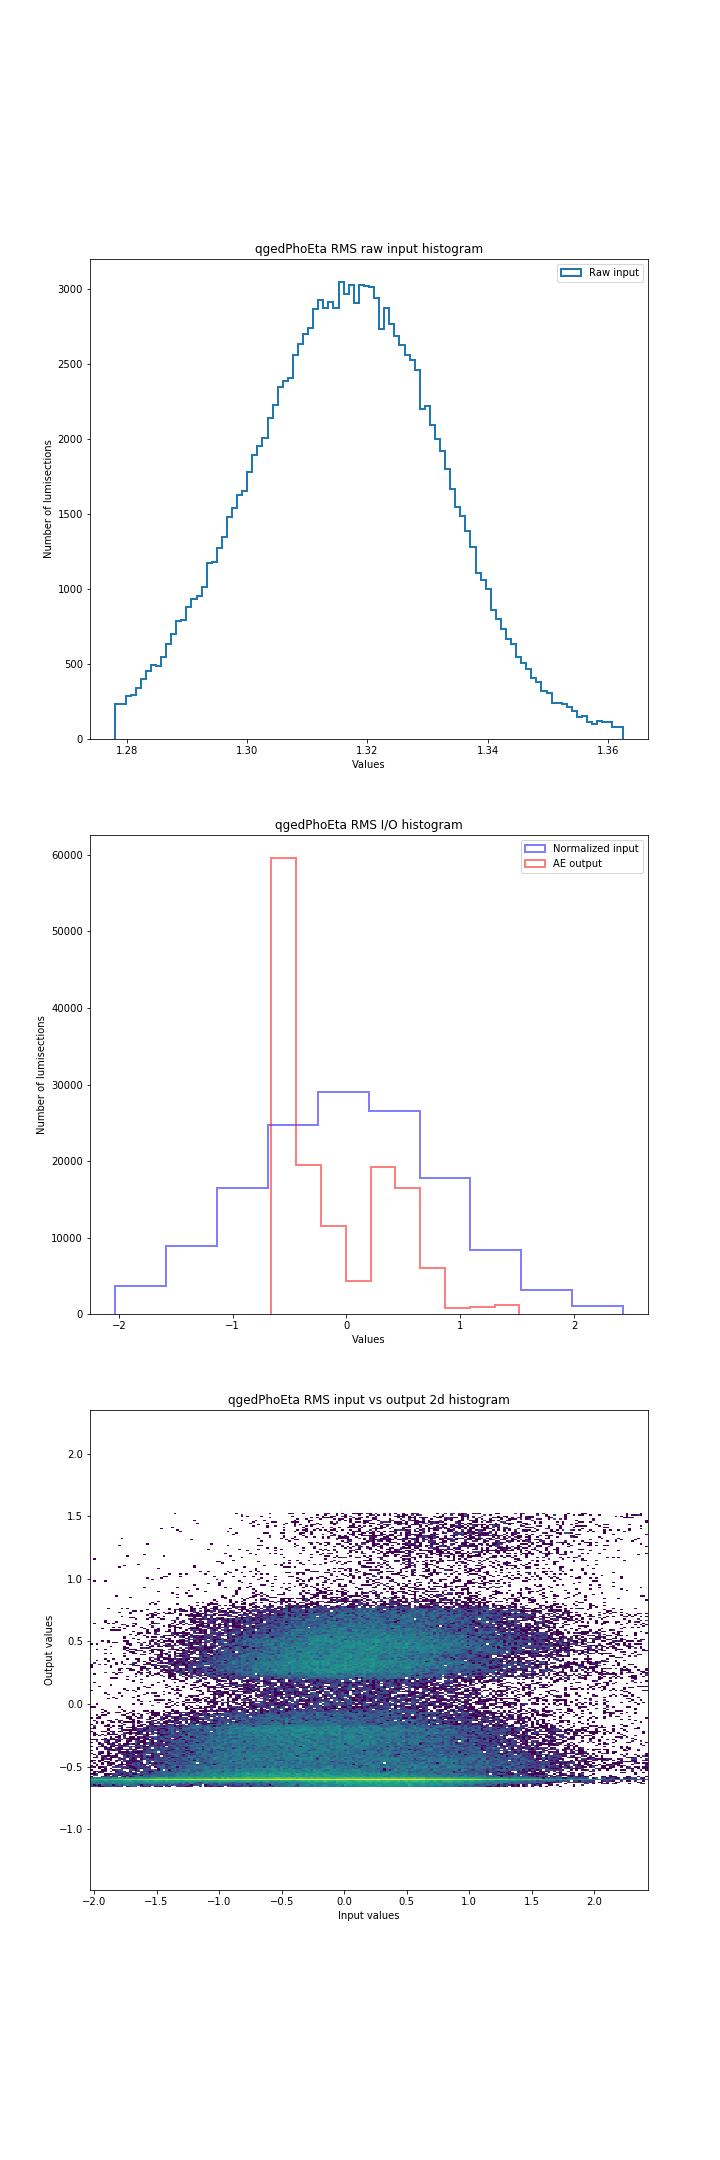 qgedPhoEta RMS raw input histogram
Raw input
3000
2500
2000
1500
1000
500
0
Number of lumisections
1.28 1.30 1.32 1.34 1.36
Values
qgedPhoEta RMS I/O histogram
Normalized input
AE output
60000
50000
40000
30000
20000
10000
0
Number of lumisections
−2 −1 0 1 2
Values
qgedPhoEta RMS input vs output 2d histogram
2.0
1.5
1.0
0.5
0.0
−0.5
−1.0
Output values
−2.0 −1.5 −1.0 −0.5 0.0 0.5 1.0 1.5 2.0
Input values